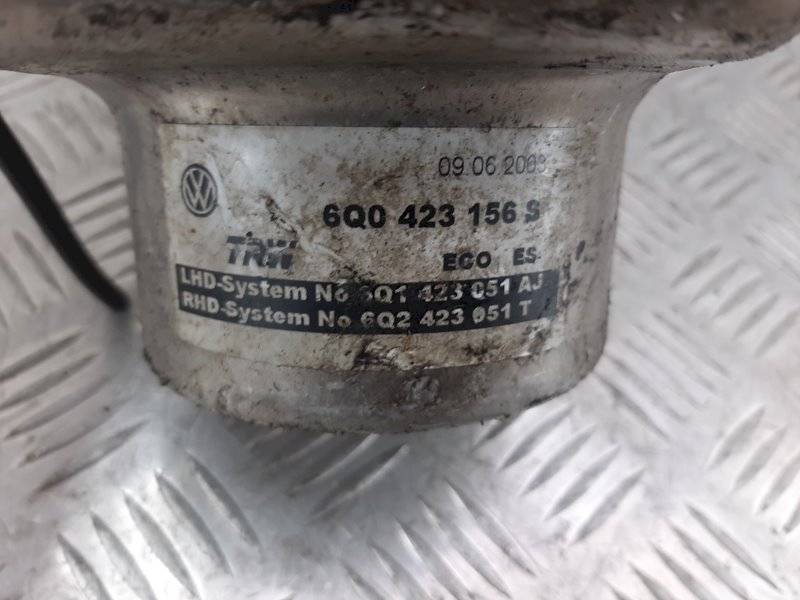 09.06.2003
6Q0 423 156 S
TRW ECO ES
LHD-System No 6Q1 423 051 AJ
RHD-System No 6Q2 423 051 T